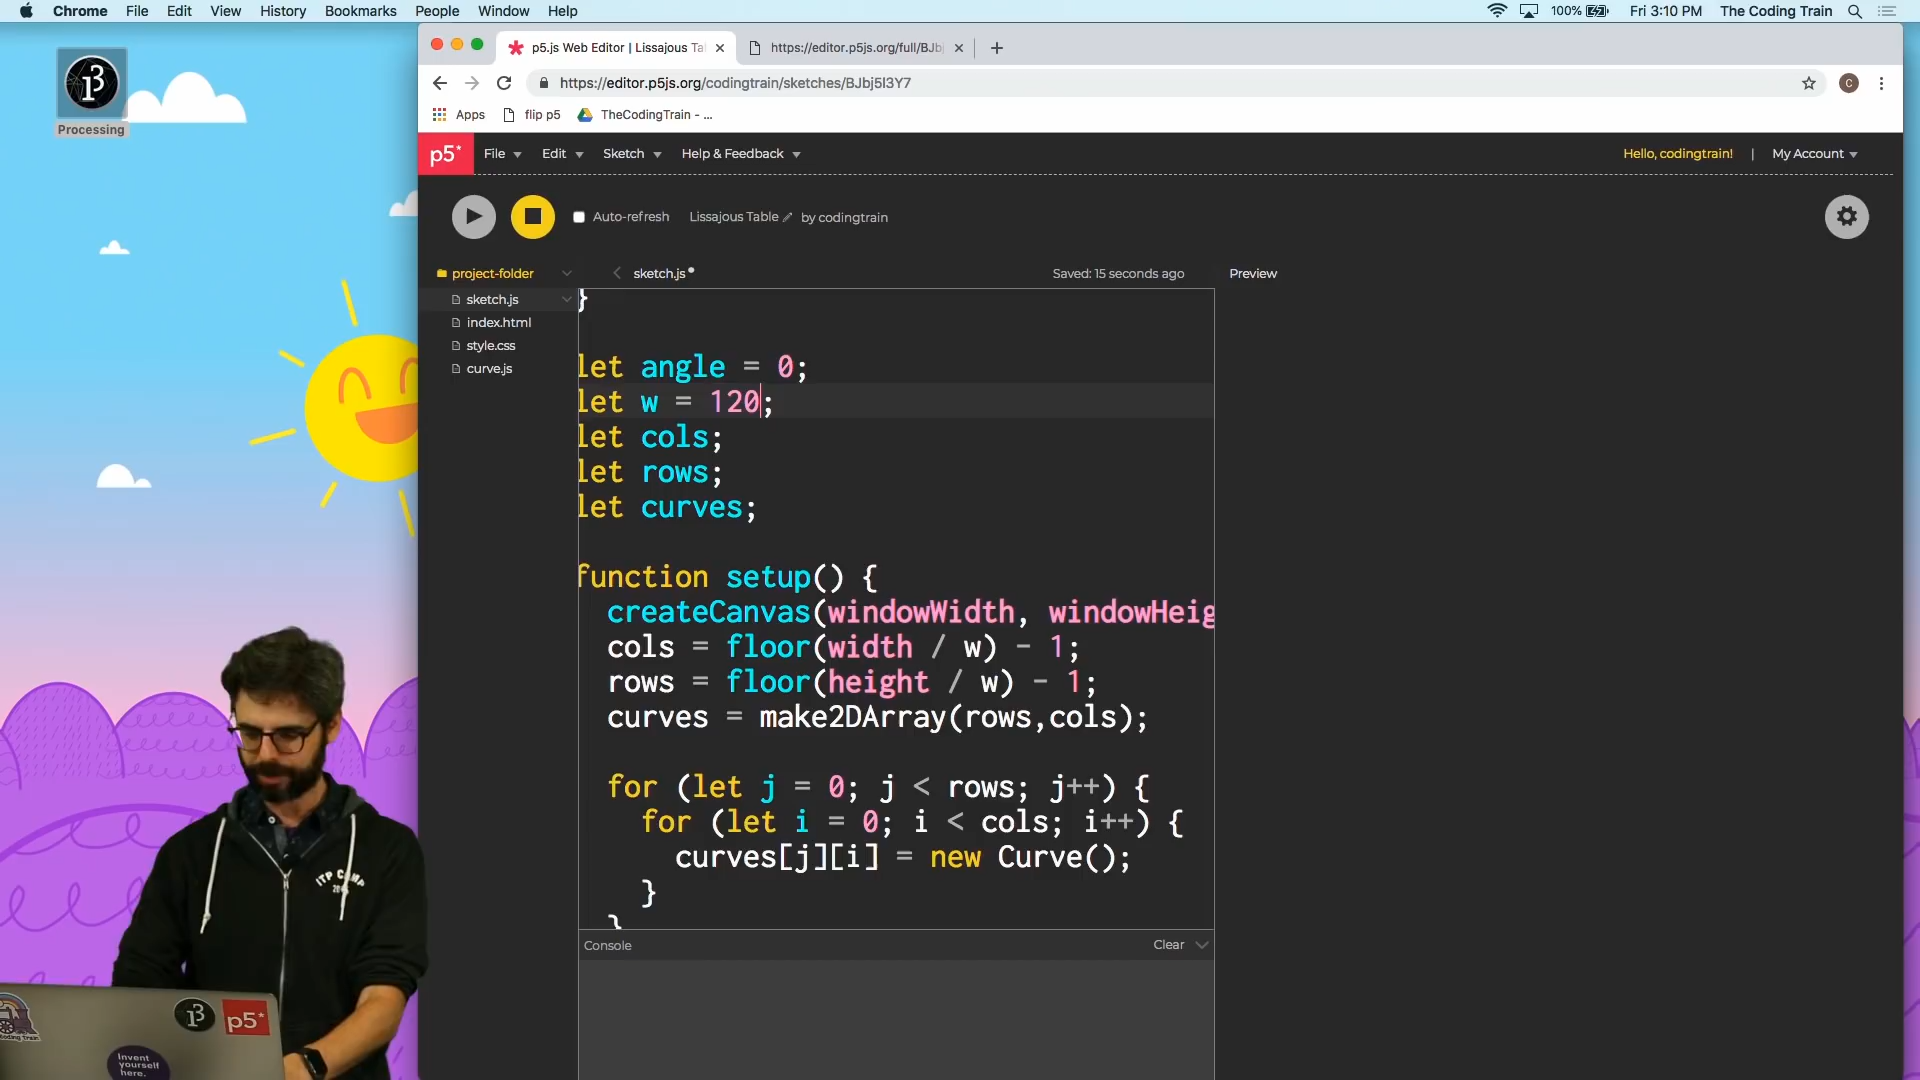 Chrome File Edit View History Bookmarks People Window Help 100% Fri 3:10 PM The Coding Train
Processing
p5.js Web Editor | Lissajous Ta
https://editor.p5js.org/full/BJb
https://editor.p5js.org/codingtrain/sketches/BJbj5l3Y7
C
Apps flip p5 TheCodingTrain - ...
p5* File Edit Sketch Help & Feedback Hello, codingtrain! | My Account
Auto-refresh Lissajous Table by codingtrain
project-folder
sketch.js
index.html
style.css
curve.js
sketch.js Saved: 15 seconds ago Preview
}
let angle = 0;
let w = 120;
let cols;
let rows;
let curves;
function setup() {
createCanvas(windowWidth, windowHeig
cols = floor(width / w) - 1;
rows = floor(height / w) - 1;
curves = make2DArray(rows,cols);
for (let j = 0; j < rows; j++) {
for (let i = 0; i < cols; i++) {
curves[j][i] = new Curve();
}
}
Console Clear
ITP CAMP
p5*
Invent
yourself
here.